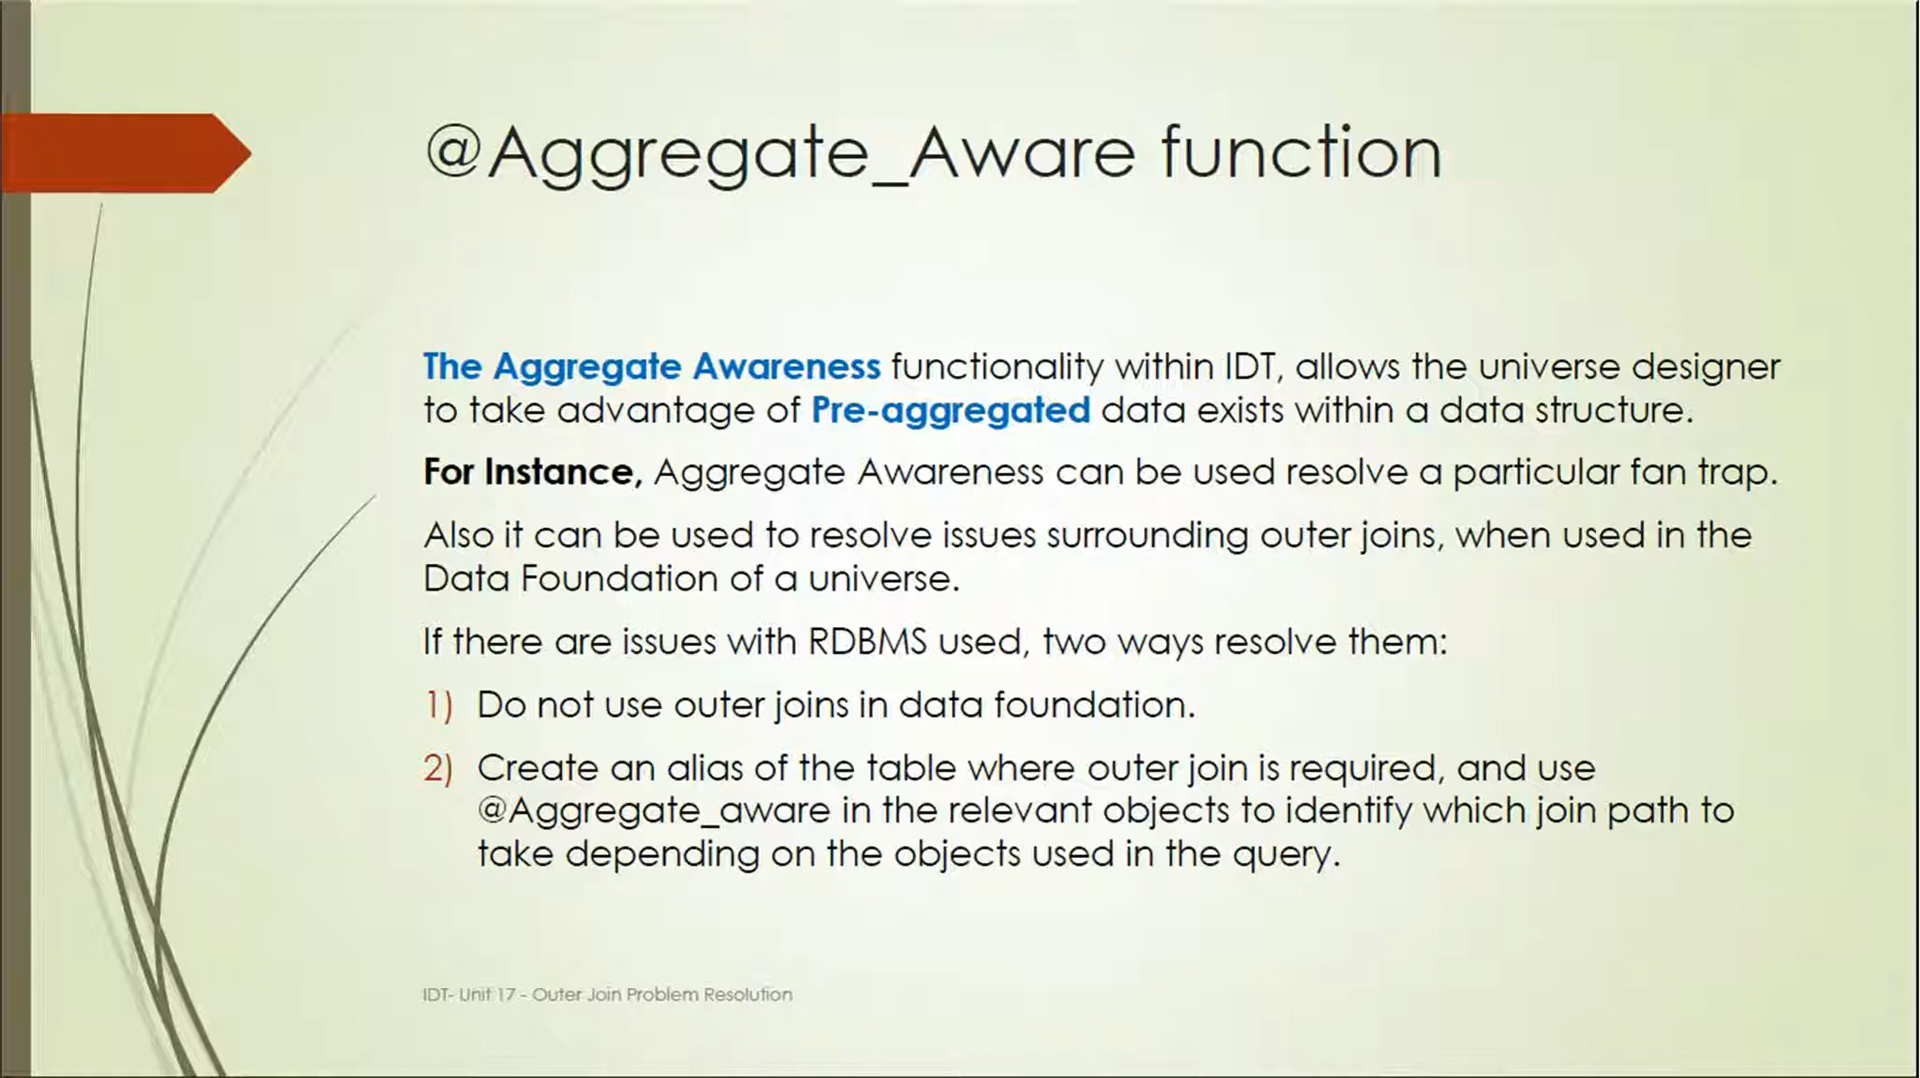 @Aggregate_Aware function
The Aggregate Awareness functionality within IDT, allows the universe designer
to take advantage of Pre-aggregated data exists within a data structure.
For Instance, Aggregate Awareness can be used resolve a particular fan trap.
Also it can be used to resolve issues surrounding outer joins, when used in the
Data Foundation of a universe.
If there are issues with RDBMS used, two ways resolve them:
1) Do not use outer joins in data foundation.
2) Create an alias of the table where outer join is required, and use
@Aggregate_aware in the relevant objects to identify which join path to
take depending on the objects used in the query.
IDT- Unit 17 - Outer Join Problem Resolution